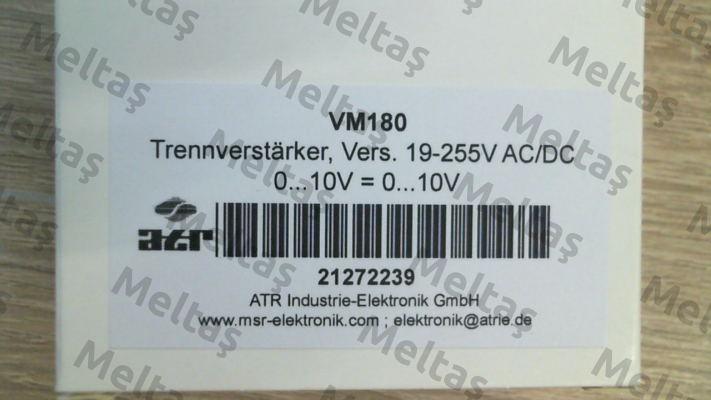 VM180
Trennverstärker, Vers. 19-255V AC/DC
0...10V = 0...10V
atr
21272239
ATR Industrie-Elektronik GmbH
www.msr-elektronik.com ; elektronik@atrie.de
Meltaş